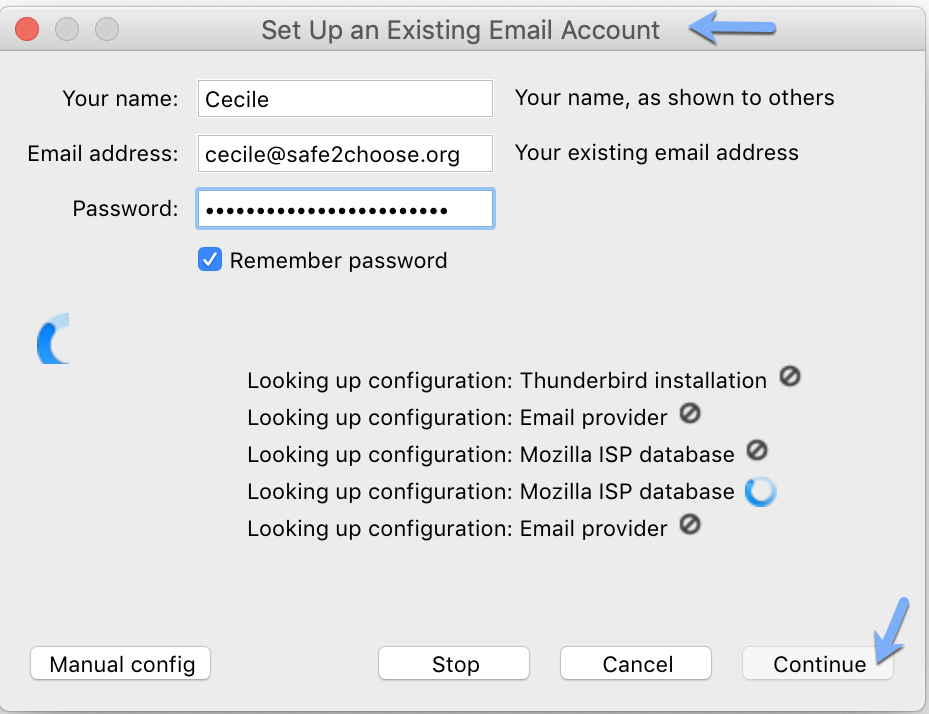 Set Up an Existing Email Account
Your name: Cecile Your name, as shown to others
Email address: cecile@safe2choose.org Your existing email address
Password: ••••••••••••••••••••••••
Remember password
Looking up configuration: Thunderbird installation
Looking up configuration: Email provider
Looking up configuration: Mozilla ISP database
Looking up configuration: Mozilla ISP database
Looking up configuration: Email provider
Manual config Stop Cancel Continue